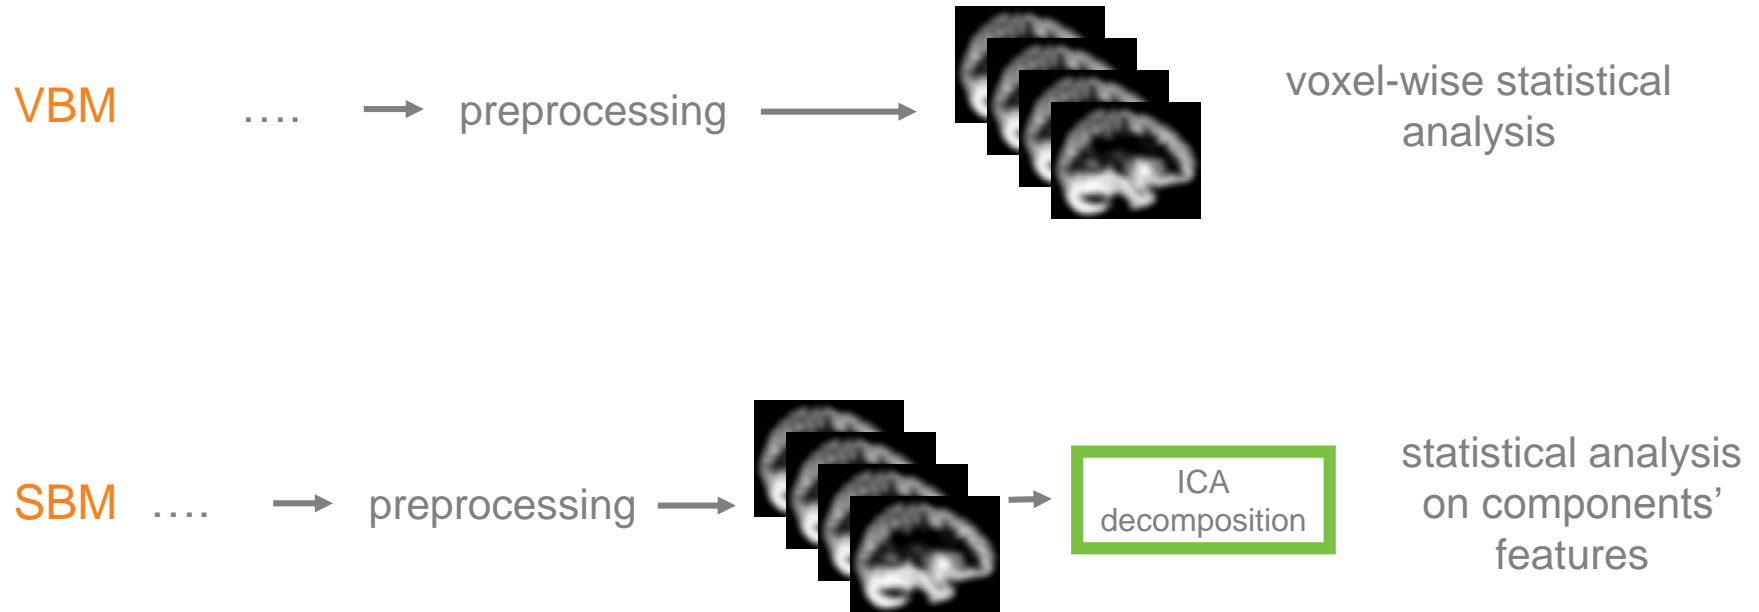 VBM
....
preprocessing
voxel-wise statistical
analysis
SBM
....
preprocessing
ICA
decomposition
statistical analysis
on components’
features